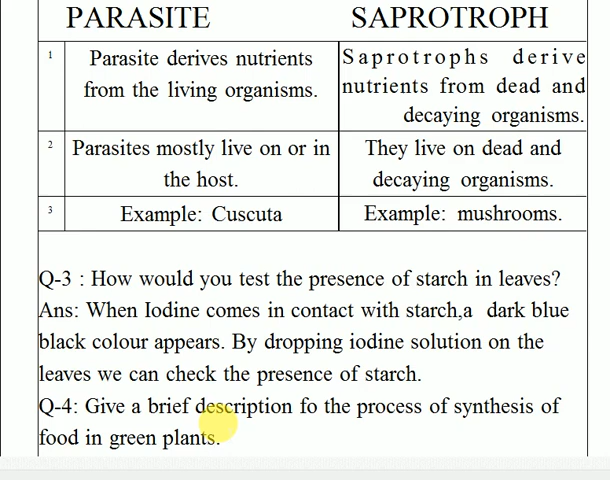 PARASITE SAPROTROPH
1 Parasite derives nutrients from the living organisms. Saprotrophs derive nutrients from dead and decaying organisms.
2 Parasites mostly live on or in the host. They live on dead and decaying organisms.
3 Example: Cuscuta Example: mushrooms.
Q-3 : How would you test the presence of starch in leaves?
Ans: When Iodine comes in contact with starch,a dark blue
black colour appears. By dropping iodine solution on the
leaves we can check the presence of starch.
Q-4: Give a brief description fo the process of synthesis of
food in green plants.